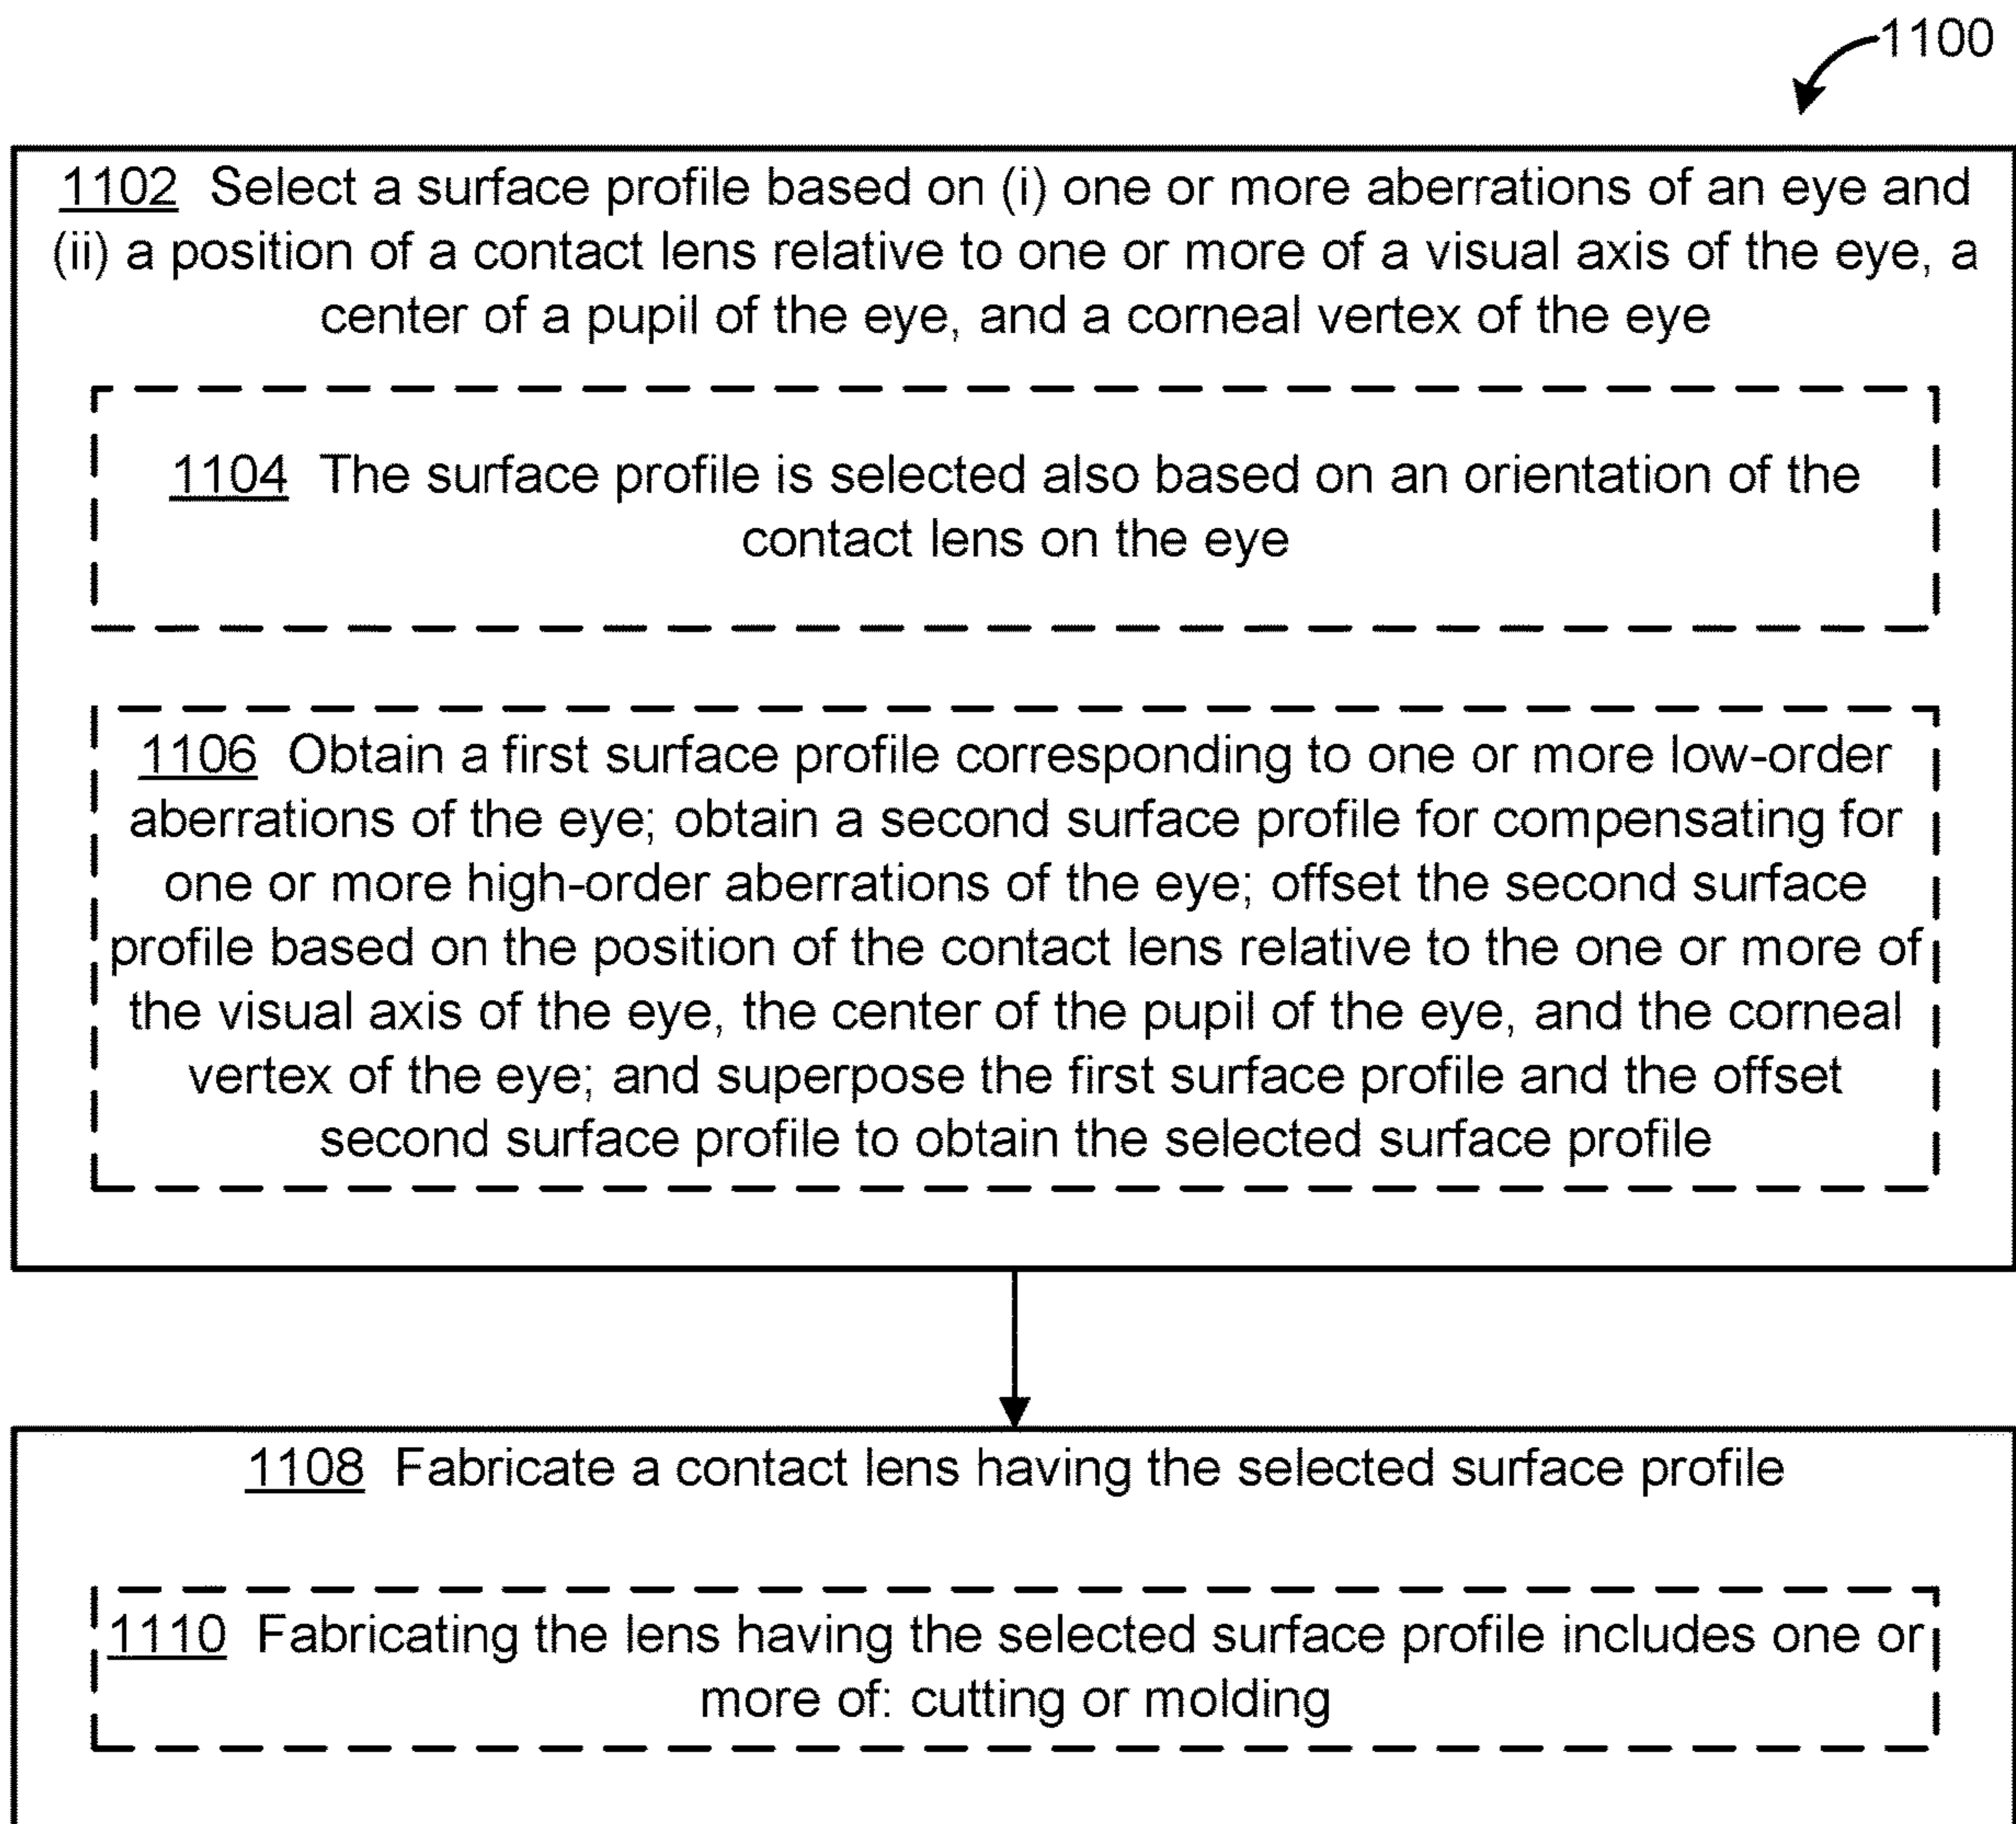 1100
1102 Select a surface profile based on (i) one or more aberrations of an eye and
(ii) a position of a contact lens relative to one or more of a visual axis of the eye, a
center of a pupil of the eye, and a corneal vertex of the eye
1104 The surface profile is selected also based on an orientation of the
contact lens on the eye
1106 Obtain a first surface profile corresponding to one or more low-order
aberrations of the eye; obtain a second surface profile for compensating for
one or more high-order aberrations of the eye; offset the second surface
profile based on the position of the contact lens relative to the one or more of
the visual axis of the eye, the center of the pupil of the eye, and the corneal
vertex of the eye; and superpose the first surface profile and the offset
second surface profile to obtain the selected surface profile
1108 Fabricate a contact lens having the selected surface profile
1110 Fabricating the lens having the selected surface profile includes one or
more of: cutting or molding